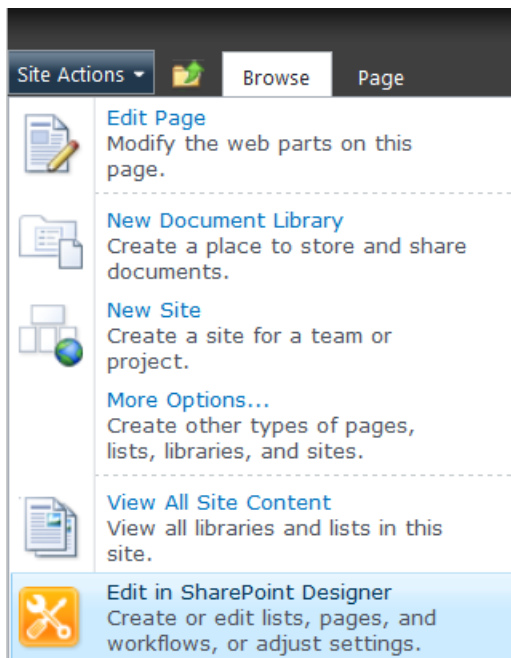 Site Actions Browse Page
Edit Page
Modify the web parts on this
page.
New Document Library
Create a place to store and share
documents.
New Site
Create a site for a team or
project.
More Options...
Create other types of pages,
lists, libraries, and sites.
View All Site Content
View all libraries and lists in this
site.
Edit in SharePoint Designer
Create or edit lists, pages, and
workflows, or adjust settings.